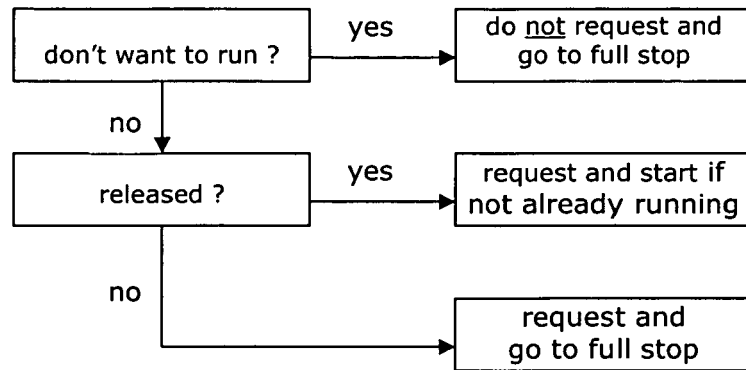 don't want to run ?
yes
do not request and
go to full stop
no
released ?
yes
request and start if
not already running
no
request and
go to full stop